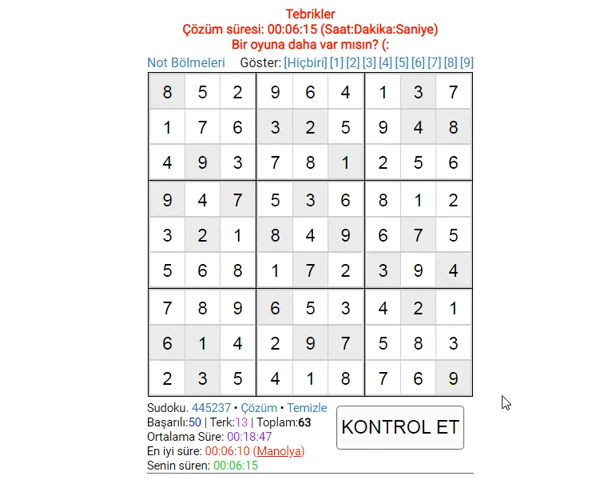 Tebrikler
Çözüm süresi: 00:06:15 (Saat:Dakika:Saniye)
Bir oyuna daha var mısın? (:
Not Bölmeleri Göster: [Hiçbiri] [1] [2] [3] [4] [5] [6] [7] [8] [9]
8 5 2 9 6 4 1 3 7
1 7 6 3 2 5 9 4 8
4 9 3 7 8 1 2 5 6
9 4 7 5 3 6 8 1 2
3 2 1 8 4 9 6 7 5
5 6 8 1 7 2 3 9 4
7 8 9 6 5 3 4 2 1
6 1 4 2 9 7 5 8 3
2 3 5 4 1 8 7 6 9
Sudoku. 445237 • Çözüm • Temizle
Başarılı:50 | Terk:13 | Toplam:63
Ortalama Süre: 00:18:47
En iyi süre: 00:06:10 (Manolya)
Senin süren: 00:06:15
KONTROL ET